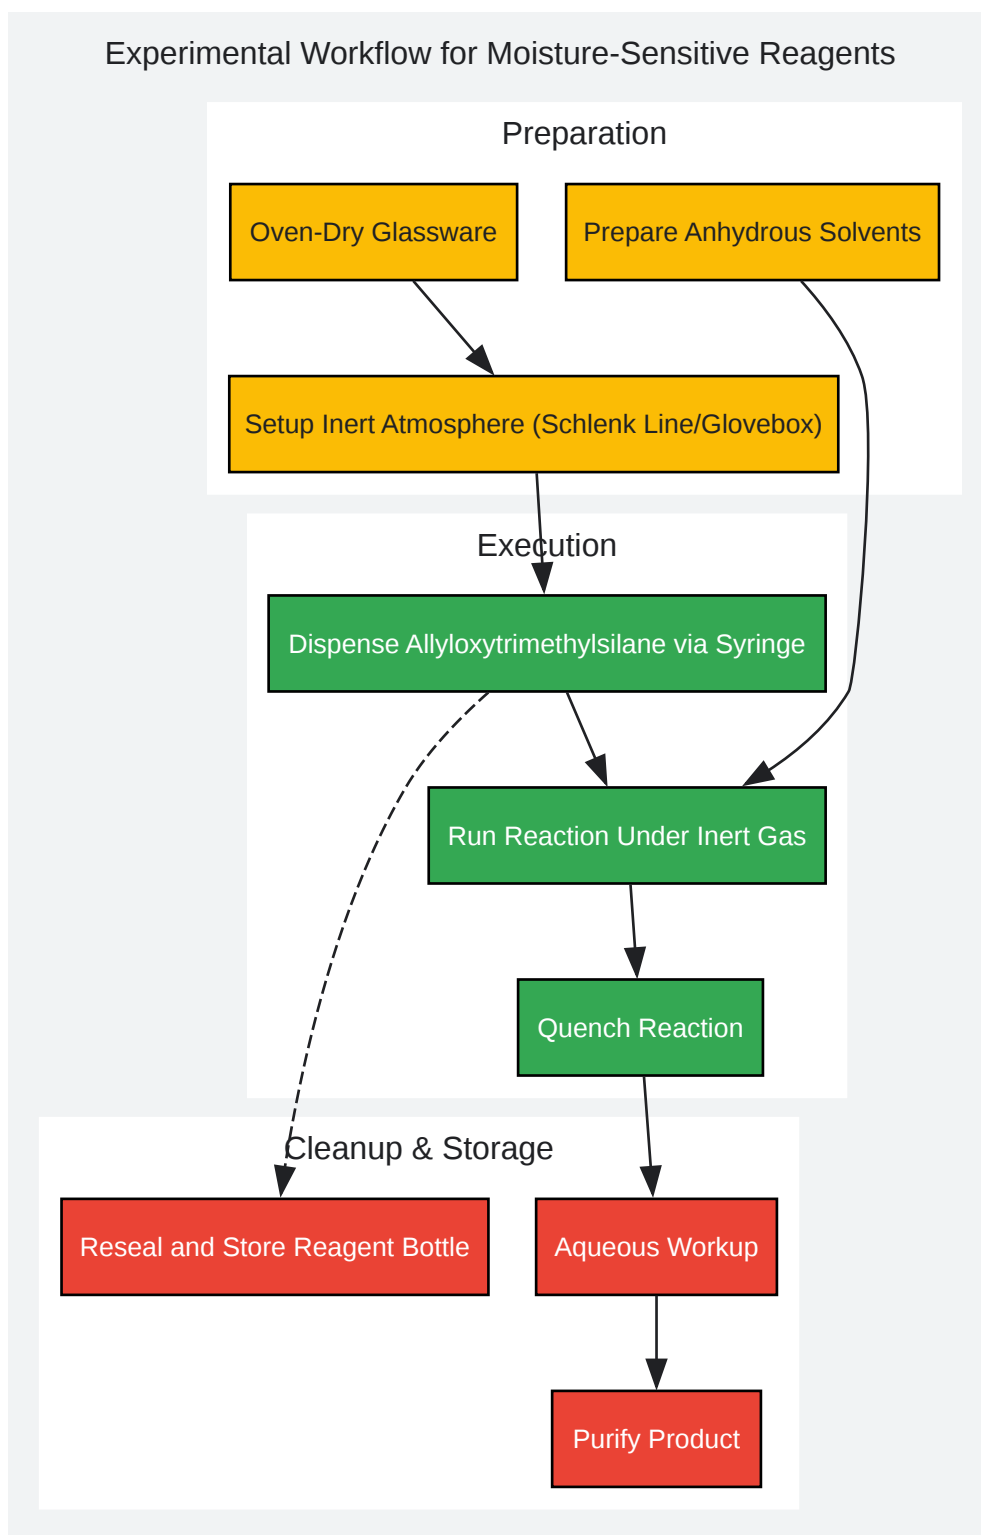 Experimental Workflow for Moisture-Sensitive Reagents
Preparation
Oven-Dry Glassware
Prepare Anhydrous Solvents
Setup Inert Atmosphere (Schlenk Line/Glovebox)
Execution
Dispense Allyloxytrimethylsilane via Syringe
Run Reaction Under Inert Gas
Quench Reaction
Cleanup & Storage
Reseal and Store Reagent Bottle
Aqueous Workup
Purify Product